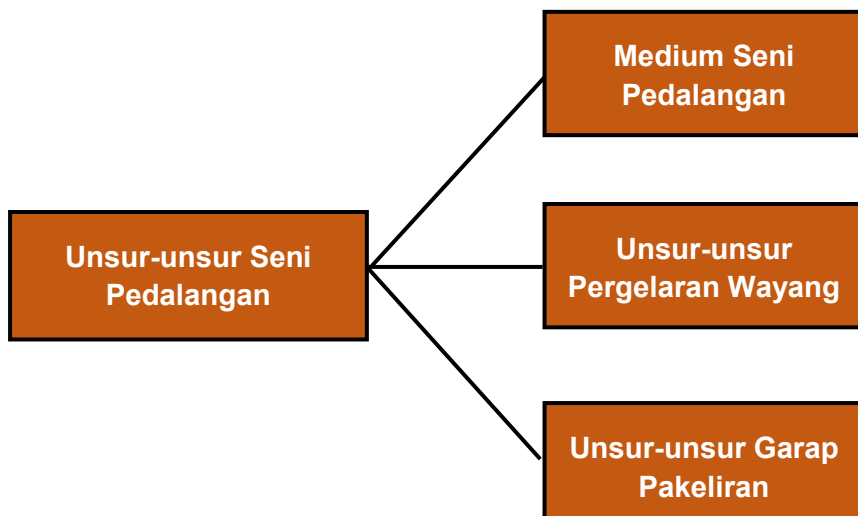 Medium Seni
Pedalangan
Unsur-unsur Seni
Pedalangan
Unsur-unsur
Pergelaran Wayang
Unsur-unsur Garap
Pakeliran